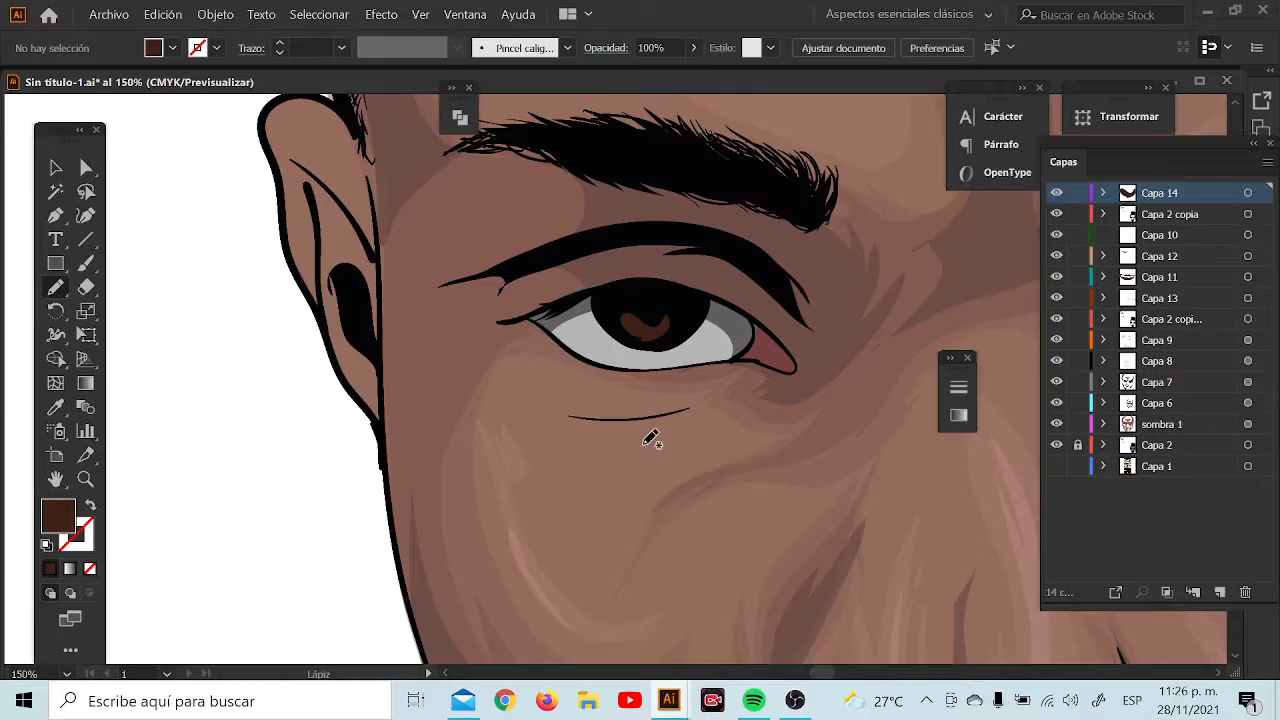 Ai Archivo Edición Objeto Texto Seleccionar Efecto Ver Ventana Ayuda Aspectos esenciales clásicos Buscar en Adobe Stock
No hay selección Trazo: Pincel calig... Opacidad: 100% Estilo: Ajustar documento Preferencias
Ai Sin título-1.ai* al 150% (CMYK/Previsualizar)
Carácter
Párrafo
OpenType
Transformar
Capas
Capa 14
Capa 2 copia
Capa 10
Capa 12
Capa 11
Capa 13
Capa 2 copi...
Capa 8
Capa 7
Capa 6
Sombra 1
Capa 2
Capa 1
14 c...
150% 1 Lápiz
Escribe aquí para buscar Ai 27°C ESP
28/11/2021 1